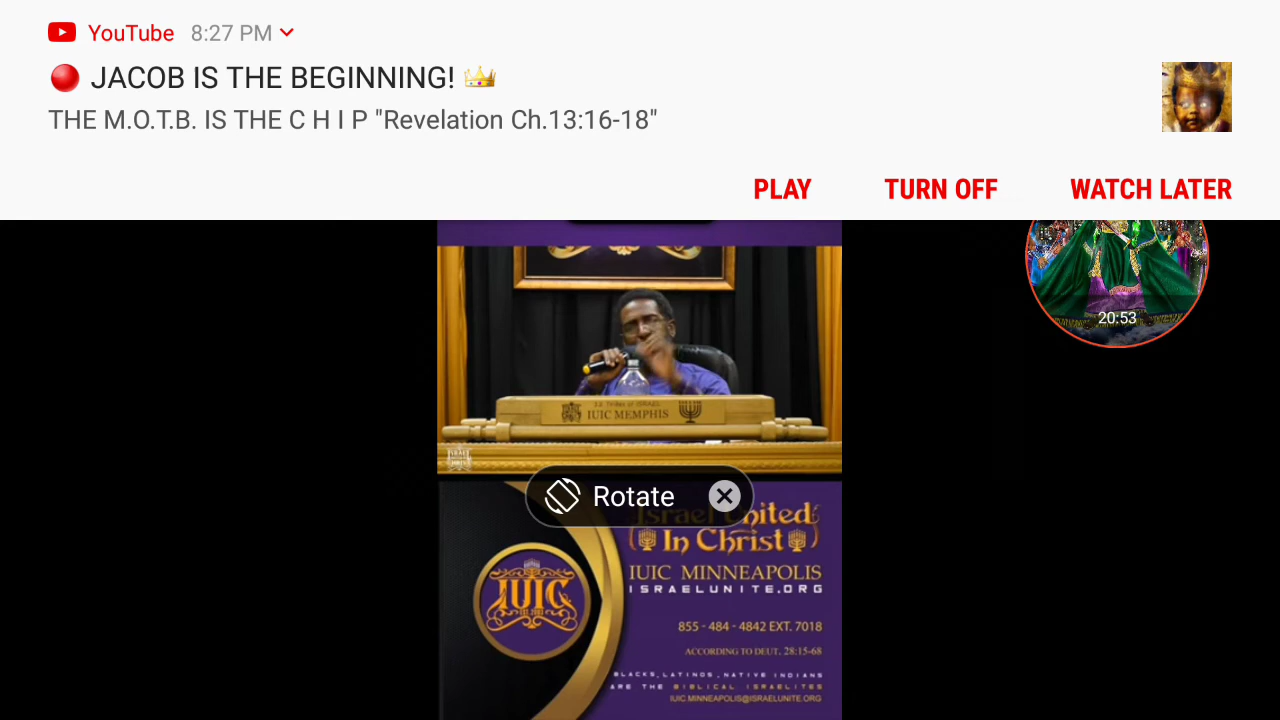 YouTube 8:27 PM
JACOB IS THE BEGINNING!
THE M.O.T.B. IS THE C H I P "Revelation Ch.13:16-18"
PLAY TURN OFF WATCH LATER
20:53
OF ISRAEL
IUIC MEMPHIS
ISRAEL
Rotate
Israel United
In Christ
IUIC
IUIC MINNEAPOLIS
ISRAELUNITE.ORG
855 - 484 - 4842 EXT. 7018
ACCORDING TO DEUT. 28:15-68
BLACKS, LATINOS, NATIVE INDIANS
ARE THE BIBLICAL ISRAELITES
IUIC.MINNEAPOLIS@ISRAELUNITE.ORG